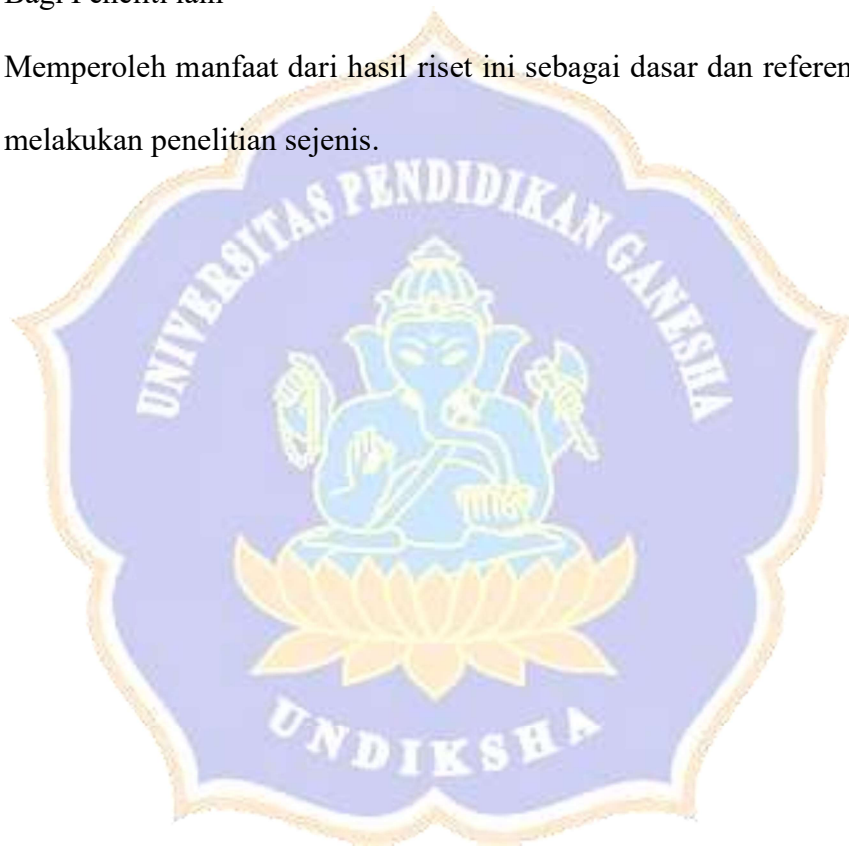 Bagi Peneliti lain
Memperoleh manfaat dari hasil riset ini sebagai dasar dan referen
melakukan penelitian sejenis.
UNIVERSITAS PENDIDIKAN GANESHA
UNDIKSHA